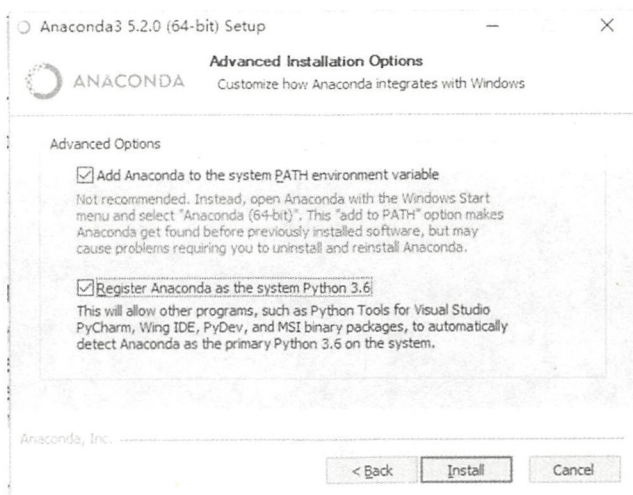 Anaconda3 5.2.0 (64-bit) Setup
Advanced Installation Options
ANACONDA
Customize how Anaconda integrates with Windows
Advanced Options
Add Anaconda to the system PATH environment variable
Not recommended. Instead, open Anaconda with the Windows Start
menu and select "Anaconda (64-bit)". This "add to PATH" option makes
Anaconda get found before previously installed software, but may
cause problems requiring you to uninstall and reinstall Anaconda.
Register Anaconda as the system Python 3.6
This will allow other programs, such as Python Tools for Visual Studio
PyCharm, Wing IDE, PyDev, and MSI binary packages, to automatically
detect Anaconda as the primary Python 3.6 on the system.
Anaconda, Inc.
< Back Install Cancel